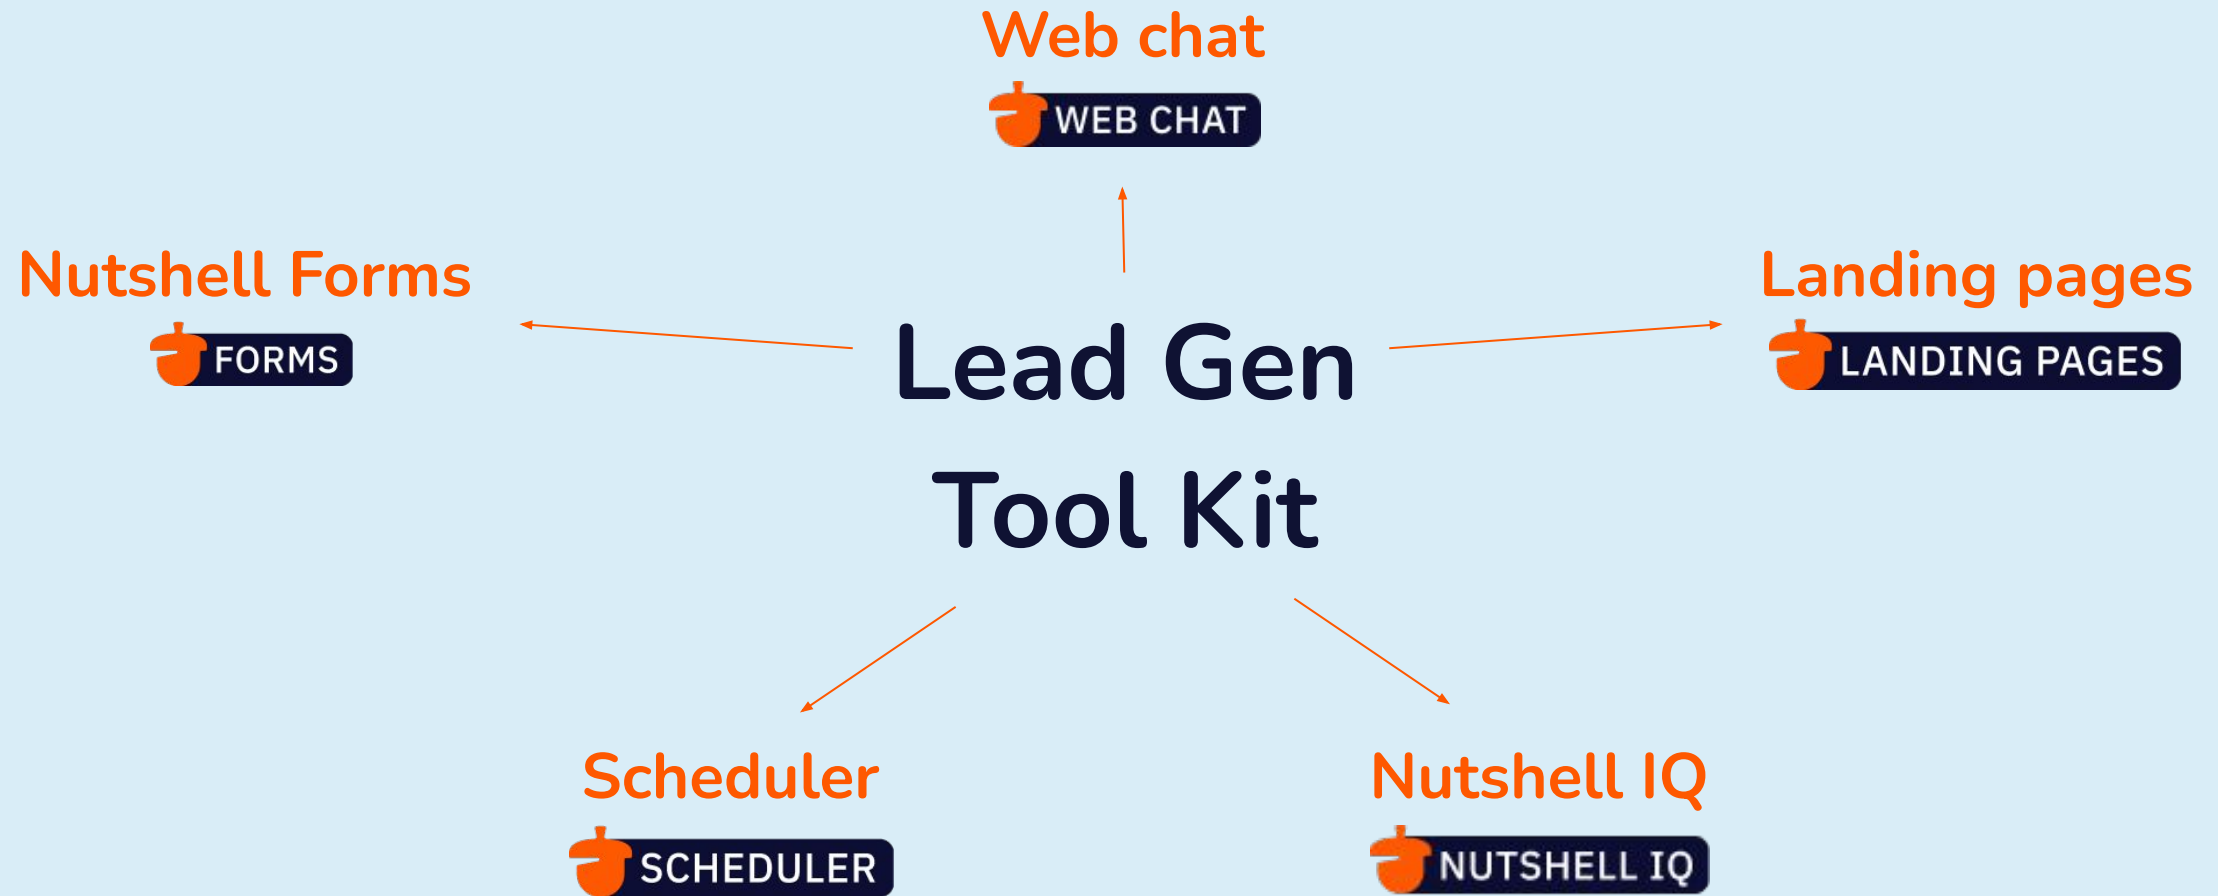 Web chat
WEB CHAT
Nutshell Forms
FORMS
Landing pages
LANDING PAGES
Lead Gen
Tool Kit
Scheduler
SCHEDULER
Nutshell IQ
NUTSHELL IQ